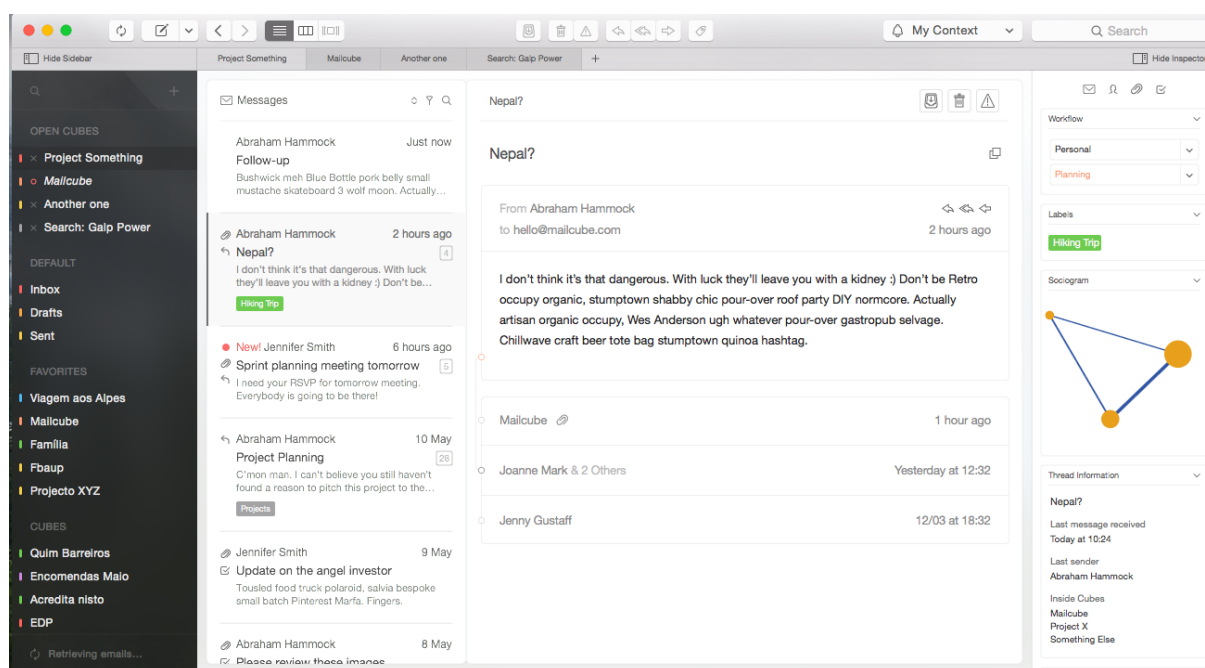 My Context
Search
Hide Sidebar
Project Something
Mailcube
Another one
Search: Galp Power
+
Hide Inspector
OPEN CUBES
Project Something
Mailcube
Another one
Search: Galp Power
DEFAULT
Inbox
Drafts
Sent
FAVORITES
Viagem aos Alpes
Mailcube
Família
Fbaup
Projecto XYZ
CUBES
Quim Barreiros
Encomendas Maio
Acredita nisto
EDP
Retrieving emails...
Messages
Abraham Hammock Just now
Follow-up
Bushwick meh Blue Bottle pork belly small
mustache skateboard 3 wolf moon. Actually…
Abraham Hammock 2 hours ago
Nepal? 4
I don't think it's that dangerous. With luck
they'll leave you with a kidney :) Don't be…
Hiking Trip
New! Jennifer Smith 6 hours ago
Sprint planning meeting tomorrow 5
I need your RSVP for tomorrow meeting.
Everybody is going to be there!
Abraham Hammock 10 May
Project Planning 26
C'mon man. I can't believe you still haven't
found a reason to pitch this project to the…
Projects
Jennifer Smith 9 May
Update on the angel investor
Tousled food truck polaroid, salvia bespoke
small batch Pinterest Marfa. Fingers.
Abraham Hammock 8 May
Please review these images
Nepal?
Nepal?
From Abraham Hammock
to hello@mailcube.com 2 hours ago
I don't think it's that dangerous. With luck they'll leave you with a kidney :) Don't be Retro
occupy organic, stumptown shabby chic pour-over roof party DIY normcore. Actually
artisan organic occupy, Wes Anderson ugh whatever pour-over gastropub selvage.
Chillwave craft beer tote bag stumptown quinoa hashtag.
Mailcube 1 hour ago
Joanne Mark & 2 Others Yesterday at 12:32
Jenny Gustaff 12/03 at 18:32
Workflow
Personal
Planning
Labels
Hiking Trip
Sociogram
Thread Information
Nepal?
Last message received
Today at 10:24
Last sender
Abraham Hammock
Inside Cubes
Mailcube
Project X
Something Else